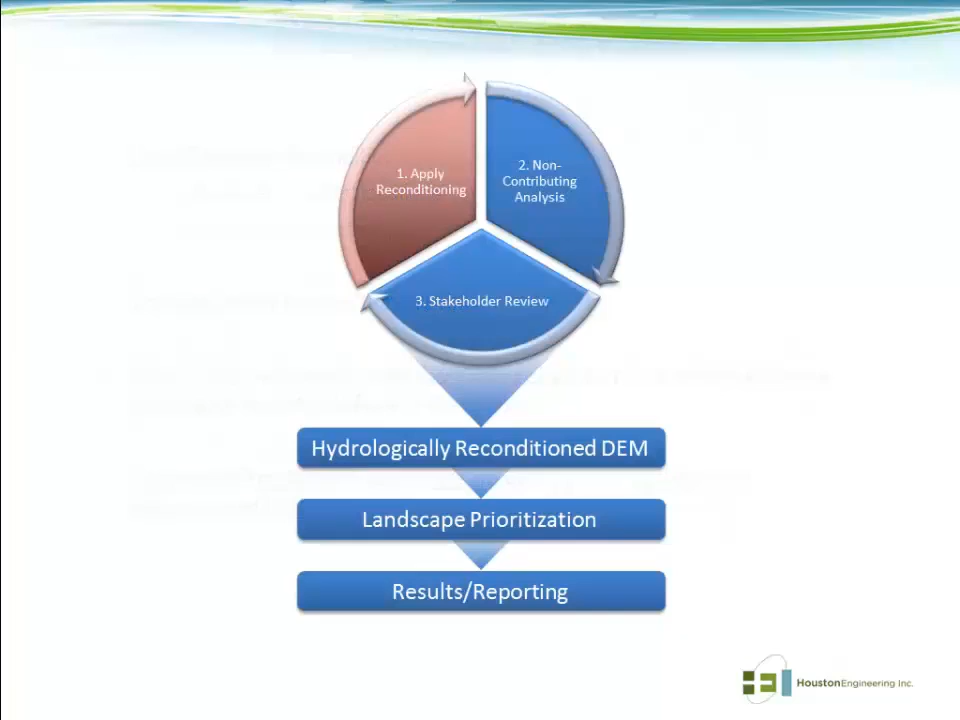 1. Apply
Reconditioning
2. Non-
Contributing
Analysis
3. Stakeholder Review
Hydrologically Reconditioned DEM
Landscape Prioritization
Results/Reporting
HoustonEngineering Inc.